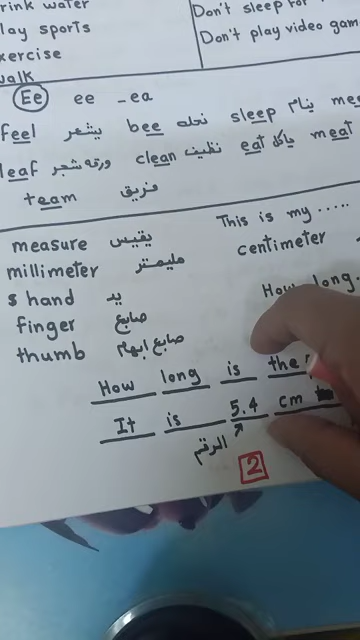 rink water
lay sports
xercise
walk
Don't sleep for
Don't play video gam
Ee ee _ea
feel يشعر bee نحله sleep ينام
leaf ورقه شجر clean نظيف eat ياكل meat
team فريق
measure يقيس This is my .....
millimeter مليمتر centimeter
hand يد How long
finger صابع
thumb صابع ابهام
How long is the
It is 5.4 cm
الرقم
2